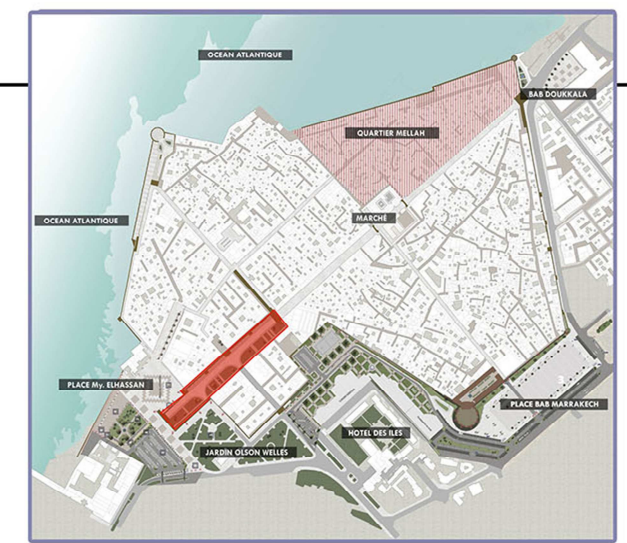 OCEAN ATLANTIQUE
BAB DOUKKALA
QUARTIER MELLAH
MARCHÉ
OCEAN ATLANTIQUE
PLACE My. ELHASSAN
PLACE BAB MARRAKECH
HOTEL DES ILES
JARDIN OLSON WELLES